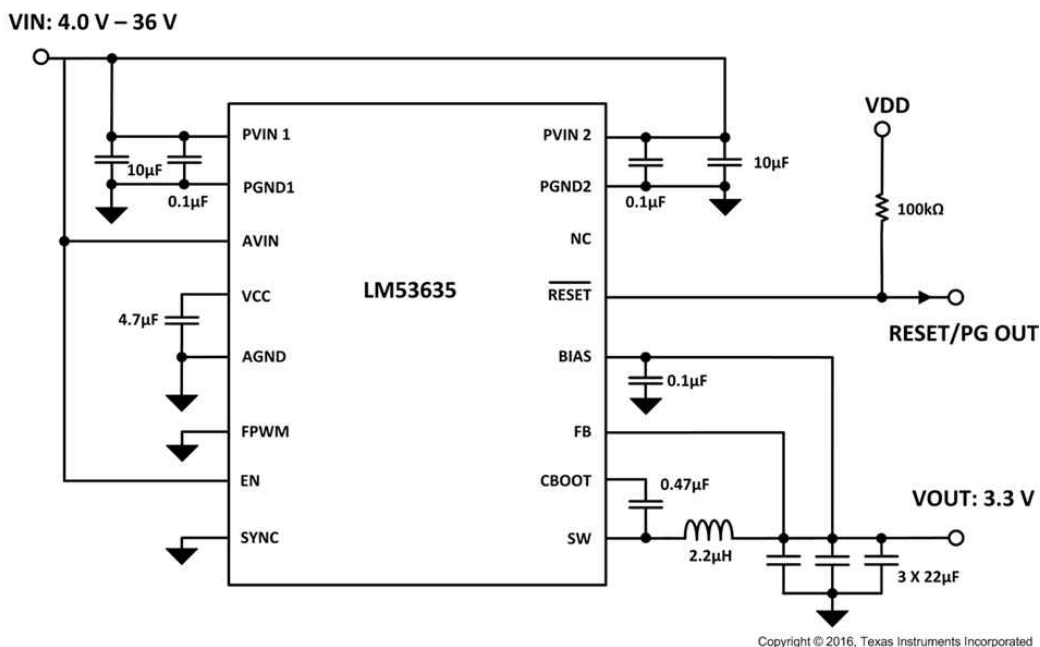 VIN: 4.0 V – 36 V
PVIN 1
PVIN 2
VDD
10µF
0.1µF
PGND1
PGND2
0.1µF
10µF
100kΩ
AVIN
NC
LM53635
VCC
RESET
4.7µF
RESET/PG OUT
AGND
BIAS
0.1µF
FPWM
FB
EN
CBOOT
0.47µF
VOUT: 3.3 V
SYNC
SW
2.2µH
3 X 22µF
Copyright © 2016, Texas Instruments Incorporated